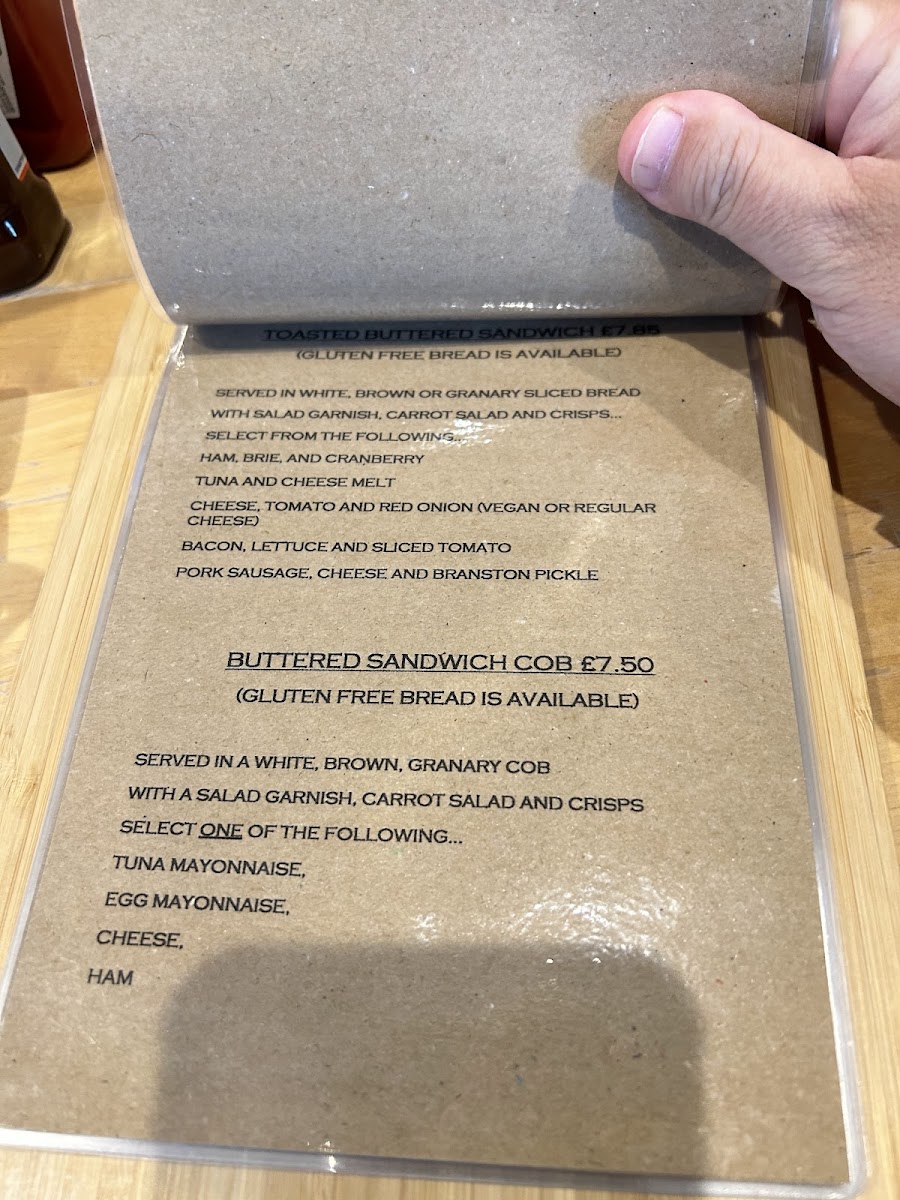 TOASTED BUTTERED SANDWICH £7.85
(GLUTEN FREE BREAD IS AVAILABLE)
SERVED IN WHITE, BROWN OR GRANARY SLICED BREAD
WITH SALAD GARNISH, CARROT SALAD AND CRISPS...
SELECT FROM THE FOLLOWING...
HAM, BRIE, AND CRANBERRY
TUNA AND CHEESE MELT
CHEESE, TOMATO AND RED ONION (VEGAN OR REGULAR
CHEESE)
BACON, LETTUCE AND SLICED TOMATO
PORK SAUSAGE, CHEESE AND BRANSTON PICKLE
BUTTERED SANDWICH COB £7.50
(GLUTEN FREE BREAD IS AVAILABLE)
SERVED IN A WHITE, BROWN, GRANARY COB
WITH A SALAD GARNISH, CARROT SALAD AND CRISPS
SELECT ONE OF THE FOLLOWING...
TUNA MAYONNAISE,
EGG MAYONNAISE,
CHEESE,
HAM